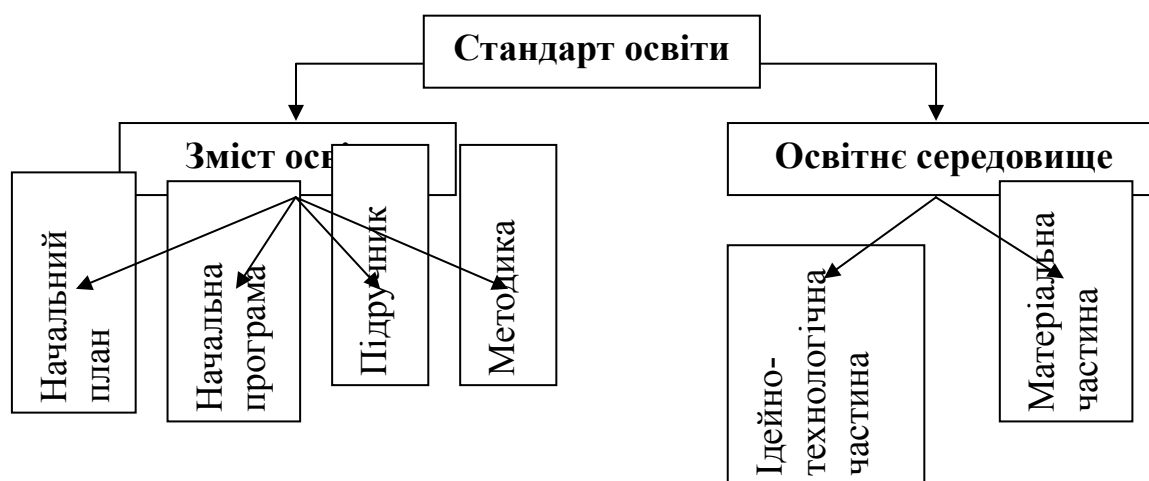 Стандарт освіти
Зміст осві
Освітнє середовище
Начальний
план
Начальна
програма
Підручник
Методика
Ідейно-
технологічна
частина
Матеріальна
частина